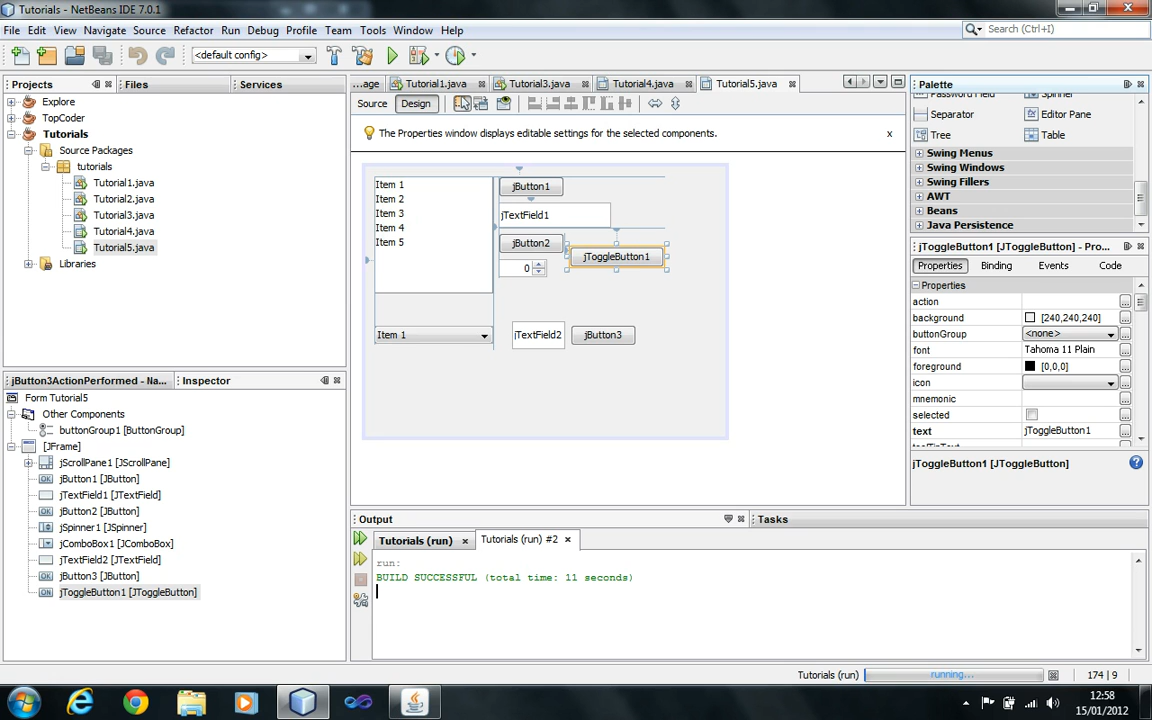 Tutorials - NetBeans IDE 7.0.1
File Edit View Navigate Source Refactor Run Debug Profile Team Tools Window Help
Search (Ctrl+I)
<default config>
Projects Files Services
Explore
TopCoder
Tutorials
Source Packages
tutorials
Tutorial1.java
Tutorial2.java
Tutorial3.java
Tutorial4.java
Tutorial5.java
Libraries
jButton3ActionPerformed - Na... Inspector
Form Tutorial5
Other Components
buttonGroup1 [ButtonGroup]
[JFrame]
jScrollPane1 [JScrollPane]
jButton1 [JButton]
jTextField1 [JTextField]
jButton2 [JButton]
jSpinner1 [JSpinner]
jComboBox1 [JComboBox]
jTextField2 [JTextField]
jButton3 [JButton]
jToggleButton1 [JToggleButton]
...age Tutorial1.java Tutorial3.java Tutorial4.java Tutorial5.java
Source Design
The Properties window displays editable settings for the selected components. x
Item 1
Item 2
Item 3
Item 4
Item 5
jButton1
jTextField1
jButton2
jToggleButton1
0
Item 1
jTextField2
jButton3
Output Tasks
Tutorials (run) Tutorials (run) #2
run:
BUILD SUCCESSFUL (total time: 11 seconds)
Palette
Password Field Spinner
Separator Editor Pane
Tree Table
Swing Menus
Swing Windows
Swing Fillers
AWT
Beans
Java Persistence
jToggleButton1 [JToggleButton] - Pro...
Properties Binding Events Code
Properties
action
background [240,240,240]
buttonGroup <none>
font Tahoma 11 Plain
foreground [0,0,0]
icon
mnemonic
selected
text jToggleButton1
toolTipText
jToggleButton1 [JToggleButton]
Tutorials (run) running... 174 | 9
12:58
15/01/2012